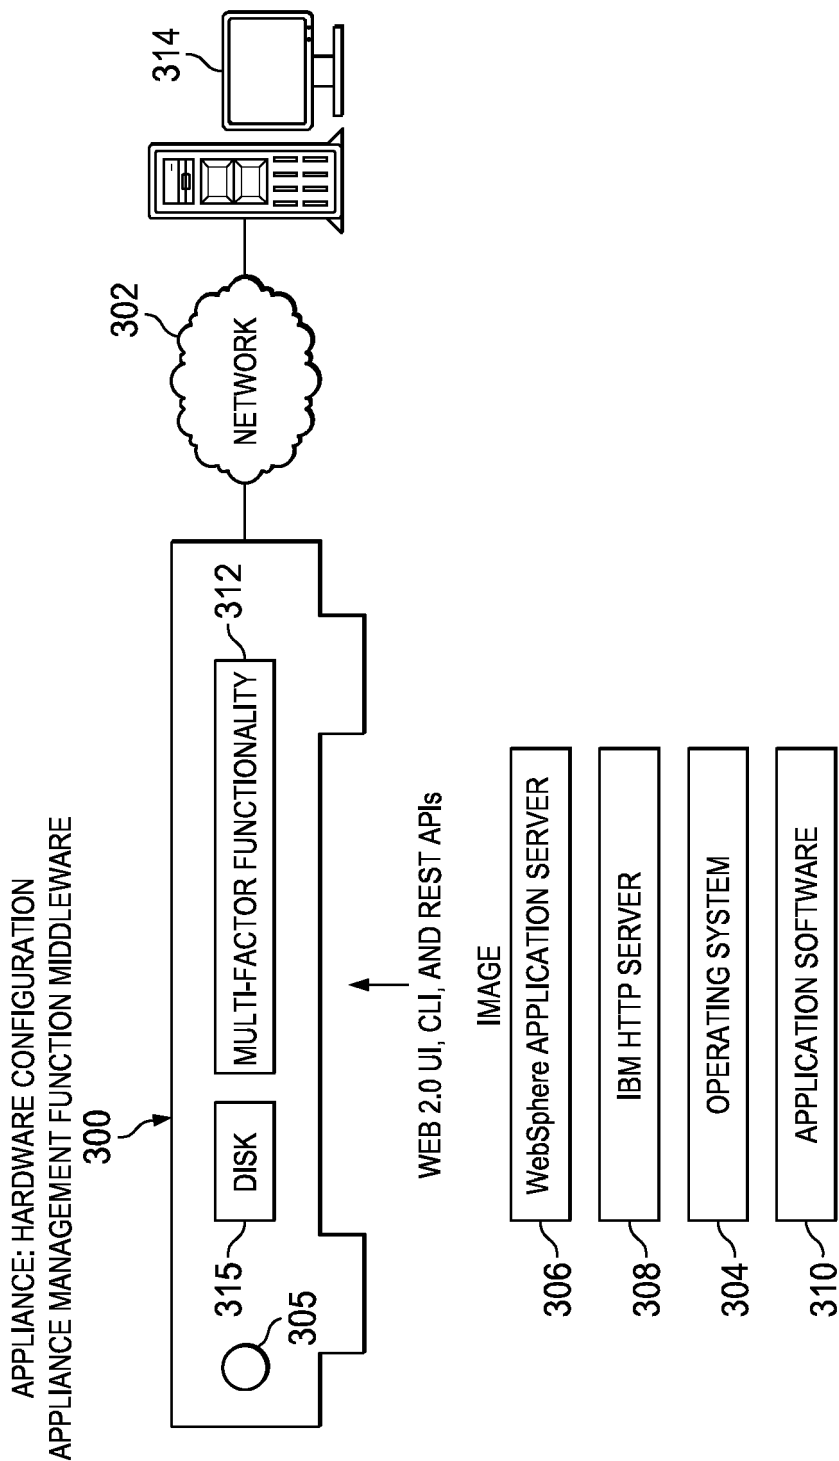 APPLIANCE: HARDWARE CONFIGURATION
APPLIANCE MANAGEMENT FUNCTION MIDDLEWARE
300
305
315
DISK
MULTI-FACTOR FUNCTIONALITY
312
NETWORK
302
314
WEB 2.0 UI, CLI, AND REST APIs
IMAGE
306
WebSphere APPLICATION SERVER
308
IBM HTTP SERVER
304
OPERATING SYSTEM
310
APPLICATION SOFTWARE